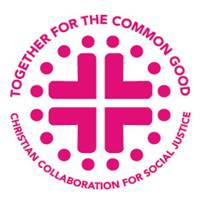 TOGETHER FOR THE COMMON GOOD
CHRISTIAN COLLABORATION FOR SOCIAL JUSTICE